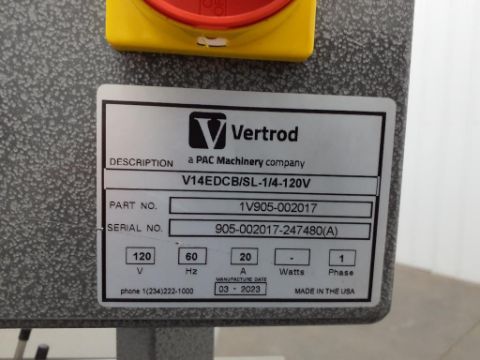 V Vertrod
DESCRIPTION a PAC Machinery company
V14EDCB/SL-1/4-120V
PART NO. 1V905-002017
SERIAL NO. 905-002017-247480(A)
120 60 20 - 1
V Hz A Watts Phase
MANUFACTURE DATE
phone 1(234)222-1000 03 - 2023 MADE IN THE USA